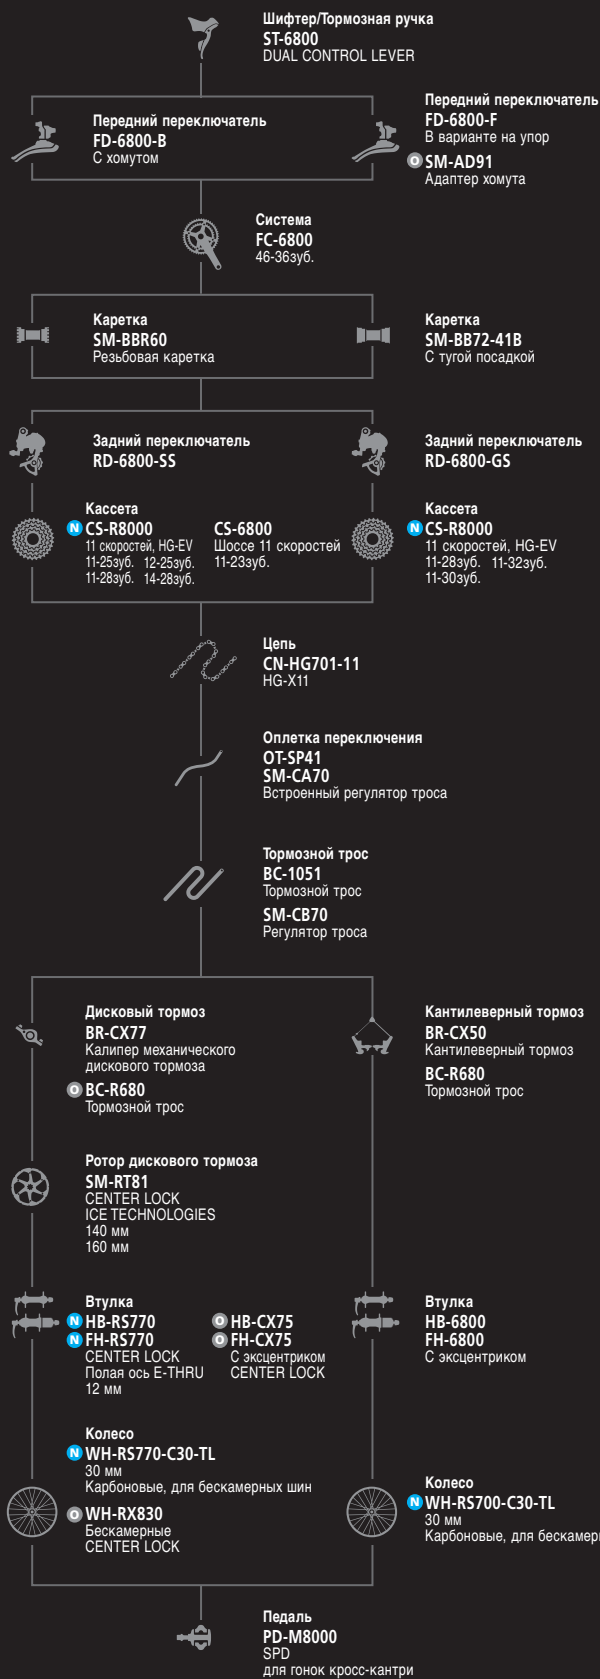 Шифтер/Тормозная ручка
ST-6800
DUAL CONTROL LEVER
Передний переключатель
FD-6800-B
С хомутом
Передний переключатель
FD-6800-F
В варианте на упор
O SM-AD91
Адаптер хомута
Система
FC-6800
46-36зуб.
Каретка
SM-BBR60
Резьбовая каретка
Каретка
SM-BB72-41B
С тугой посадкой
Задний переключатель
RD-6800-SS
Задний переключатель
RD-6800-GS
Кассета
N CS-R8000
11 скоростей, HG-EV
11-25зуб. 12-25зуб.
11-28зуб. 14-28зуб.
CS-6800
Шоссе 11 скоростей
11-23зуб.
Кассета
N CS-R8000
11 скоростей, HG-EV
11-28зуб. 11-32зуб.
11-30зуб.
Цепь
CN-HG701-11
HG-X11
Оплетка переключения
OT-SP41
SM-CA70
Встроенный регулятор троса
Тормозной трос
BC-1051
Тормозной трос
SM-CB70
Регулятор троса
Дисковый тормоз
BR-CX77
Калипер механического
дискового тормоза
O BC-R680
Тормозной трос
Кантилеверный тормоз
BR-CX50
Кантилеверный тормоз
BC-R680
Тормозной трос
Ротор дискового тормоза
SM-RT81
CENTER LOCK
ICE TECHNOLOGIES
140 мм
160 мм
Втулка
N HB-RS770
N FH-RS770
CENTER LOCK
Полая ось E-THRU
12 мм
O HB-CX75
O FH-CX75
С эксцентриком
CENTER LOCK
Втулка
HB-6800
FH-6800
С эксцентриком
Колесо
N WH-RS770-C30-TL
30 мм
Карбоновые, для бескамерных шин
O WH-RX830
Бескамерные
CENTER LOCK
Колесо
N WH-RS700-C30-TL
30 мм
Карбоновые, для
Педаль
PD-M8000
SPD
для гонок кросс-кантри